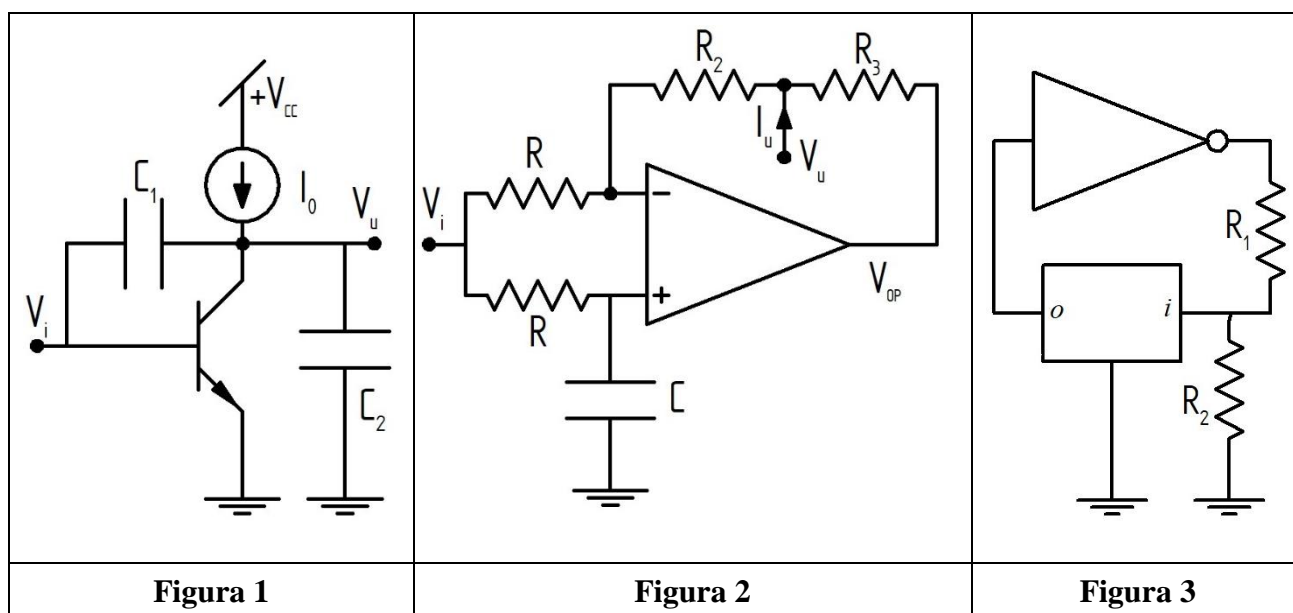 +V_CC
C_1
I_0
V_u
V_i
C_2
Figura 1
R_2
R_3
I_u
V_u
R
V_i
−
+
R
V_OP
C
Figura 2
R_1
o
i
R_2
Figura 3